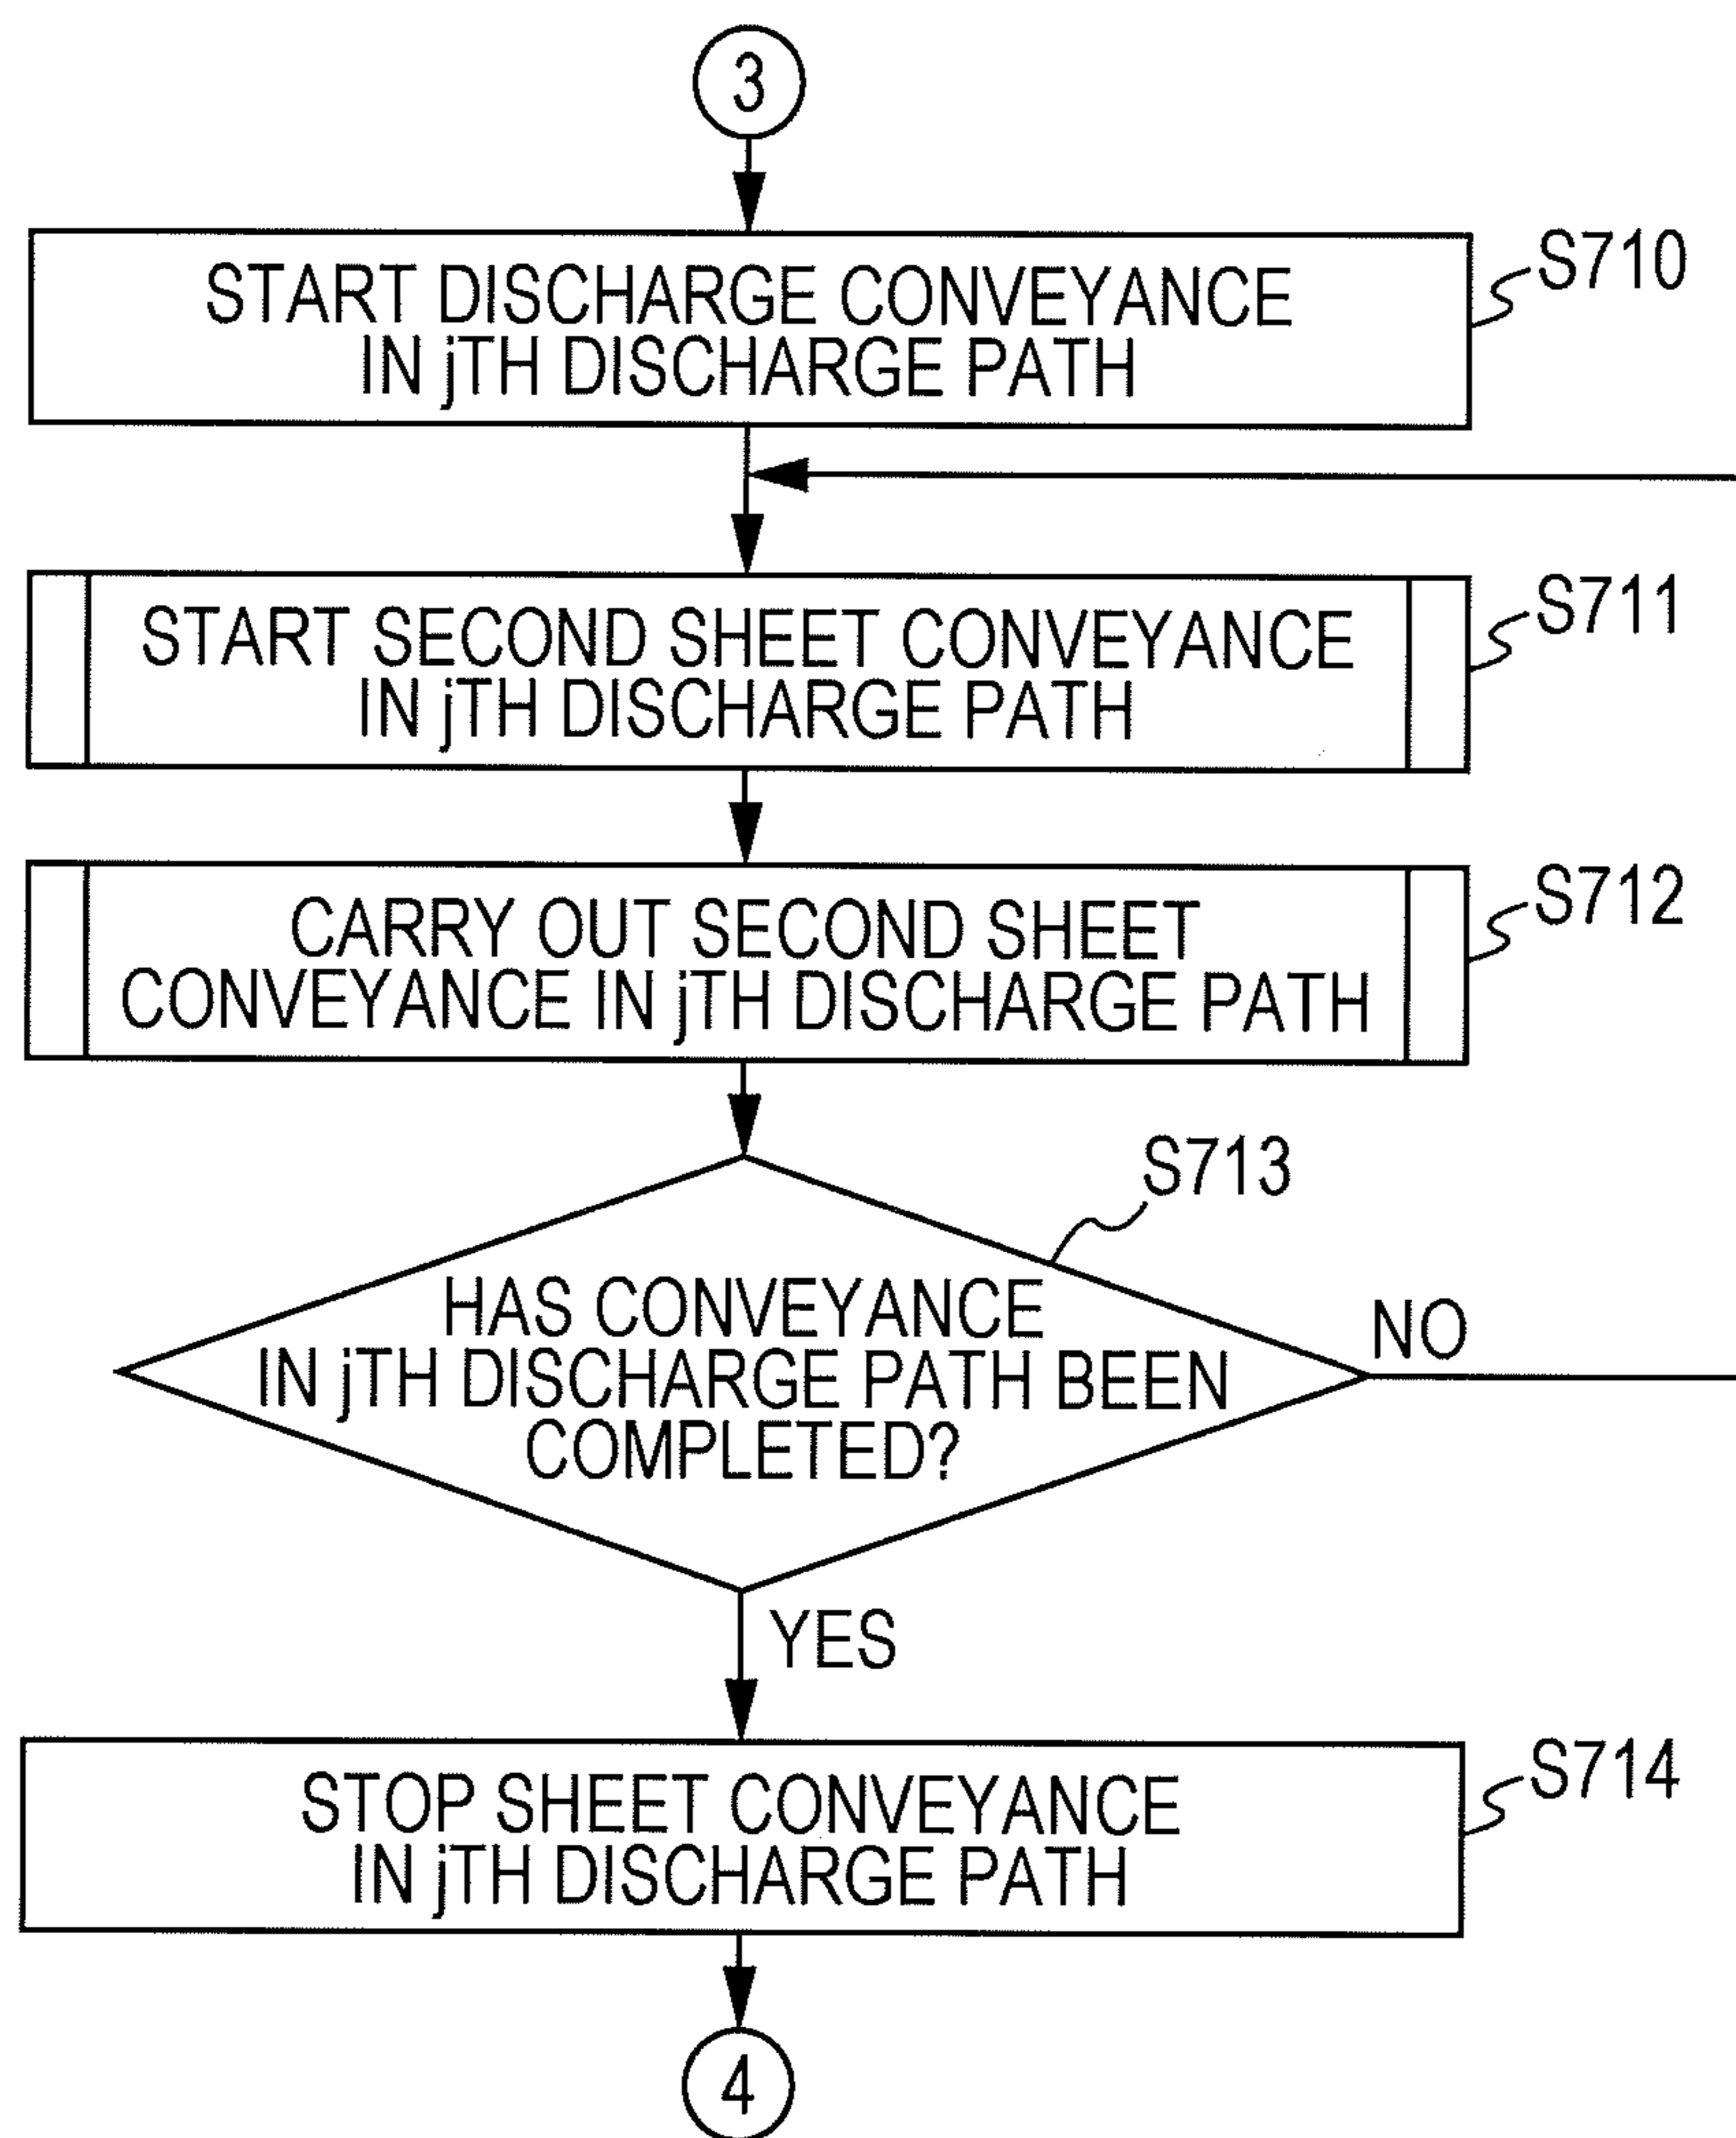 3
START DISCHARGE CONVEYANCE
IN jTH DISCHARGE PATH
S710
START SECOND SHEET CONVEYANCE
IN jTH DISCHARGE PATH
S711
CARRY OUT SECOND SHEET
CONVEYANCE IN jTH DISCHARGE PATH
S712
S713
HAS CONVEYANCE
IN jTH DISCHARGE PATH BEEN
COMPLETED?
NO
YES
STOP SHEET CONVEYANCE
IN jTH DISCHARGE PATH
S714
4